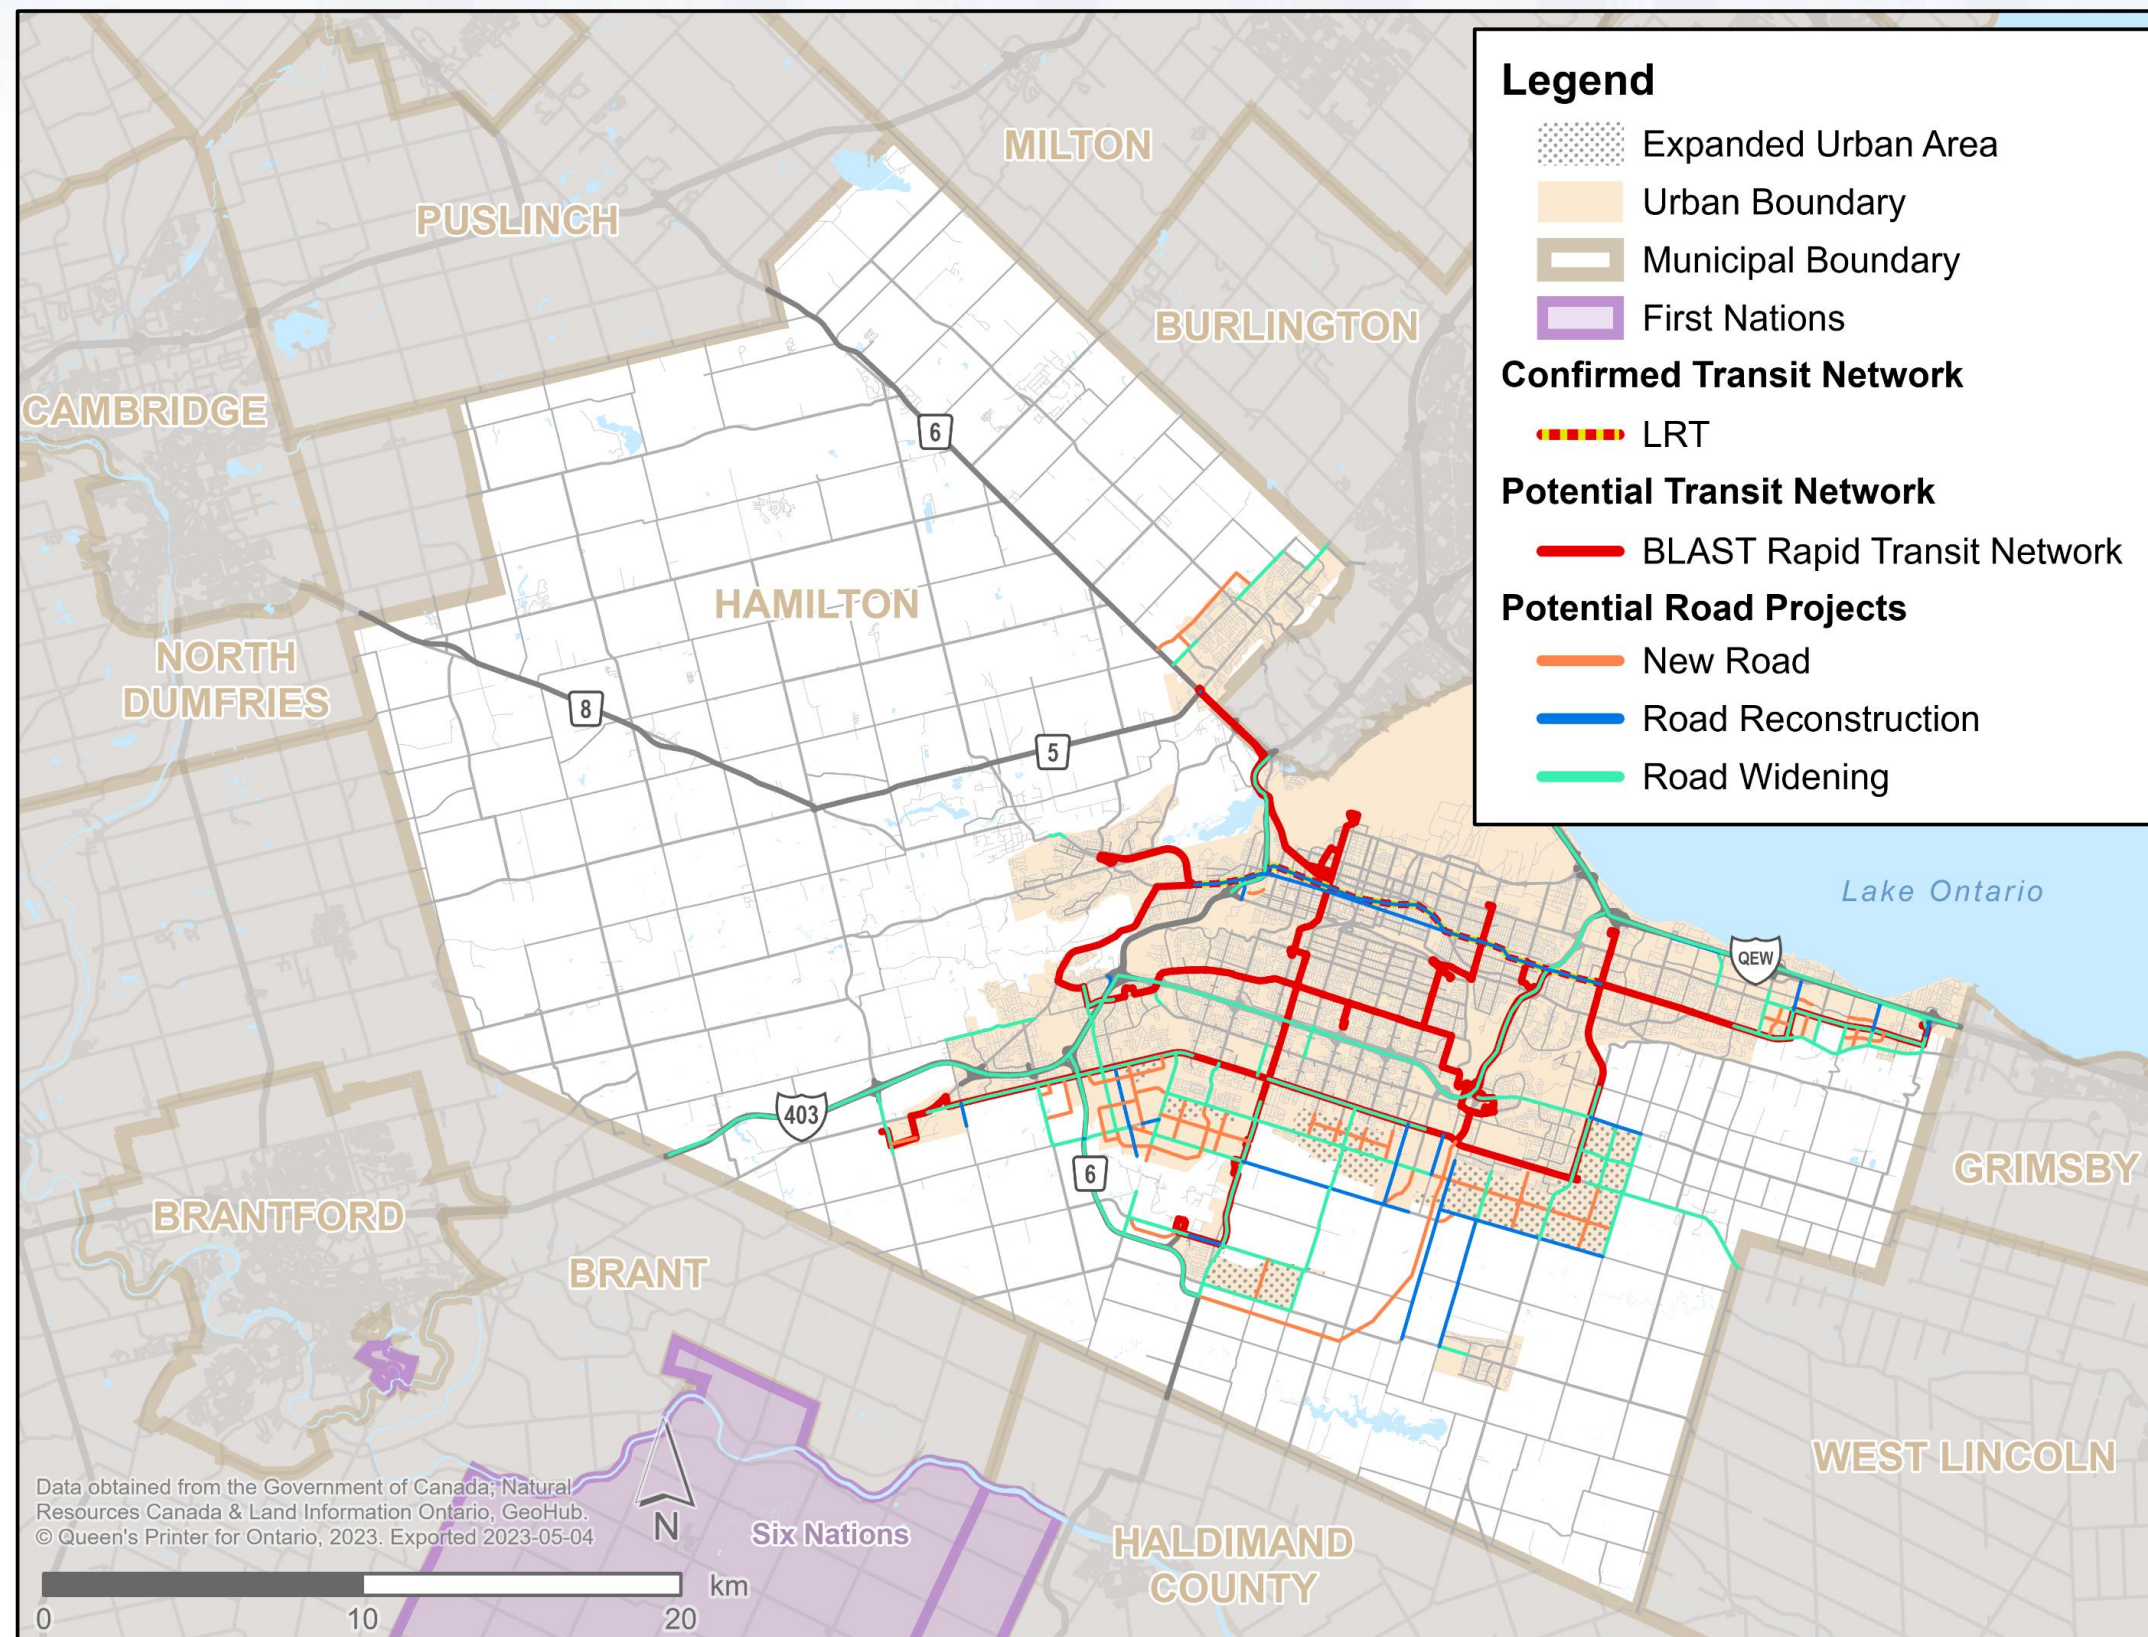 Legend
Expanded Urban Area
Urban Boundary
Municipal Boundary
First Nations
Confirmed Transit Network
LRT
Potential Transit Network
BLAST Rapid Transit Network
Potential Road Projects
New Road
Road Reconstruction
Road Widening
MILTON
PUSLINCH
BURLINGTON
CAMBRIDGE
6
HAMILTON
NORTH
DUMFRIES
8
5
Lake Ontario
QEW
403
6
GRIMSBY
BRANTFORD
BRANT
WEST LINCOLN
Data obtained from the Government of Canada; Natural
Resources Canada & Land Information Ontario, GeoHub.
© Queen's Printer for Ontario, 2023. Exported 2023-05-04
N
Six Nations
HALDIMAND
COUNTY
km
0 10 20